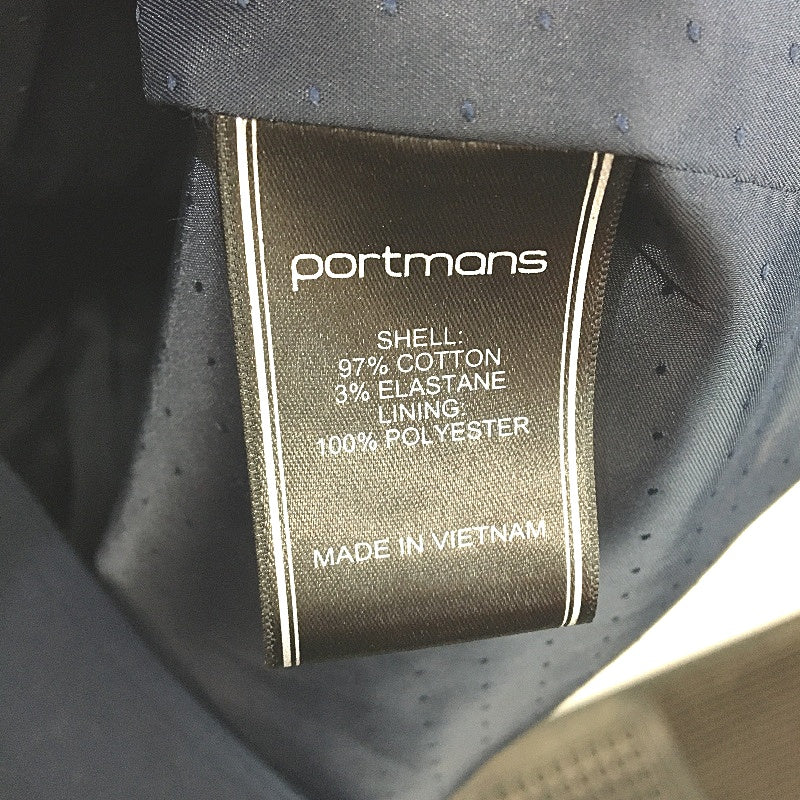 portmans
SHELL:
97% COTTON
3% ELASTANE
LINING:
100% POLYESTER
MADE IN VIETNAM